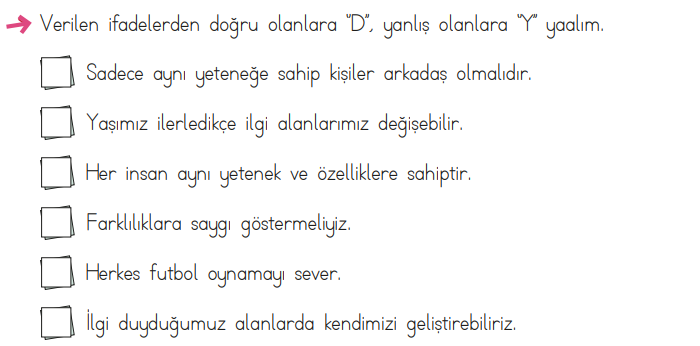 Verilen ifadelerden doğru olanlara "D", yanlış olanlara "Y" yaalım.
Sadece aynı yeteneğe sahip kişiler arkadaş olmalıdır.
Yaşımız ilerledikçe ilgi alanlarımız değişebilir.
Her insan aynı yetenek ve özelliklere sahiptir.
Farklılıklara saygı göstermeliyiz.
Herkes futbol oynamayı sever.
İlgi duyduğumuz alanlarda kendimizi geliştirebiliriz.